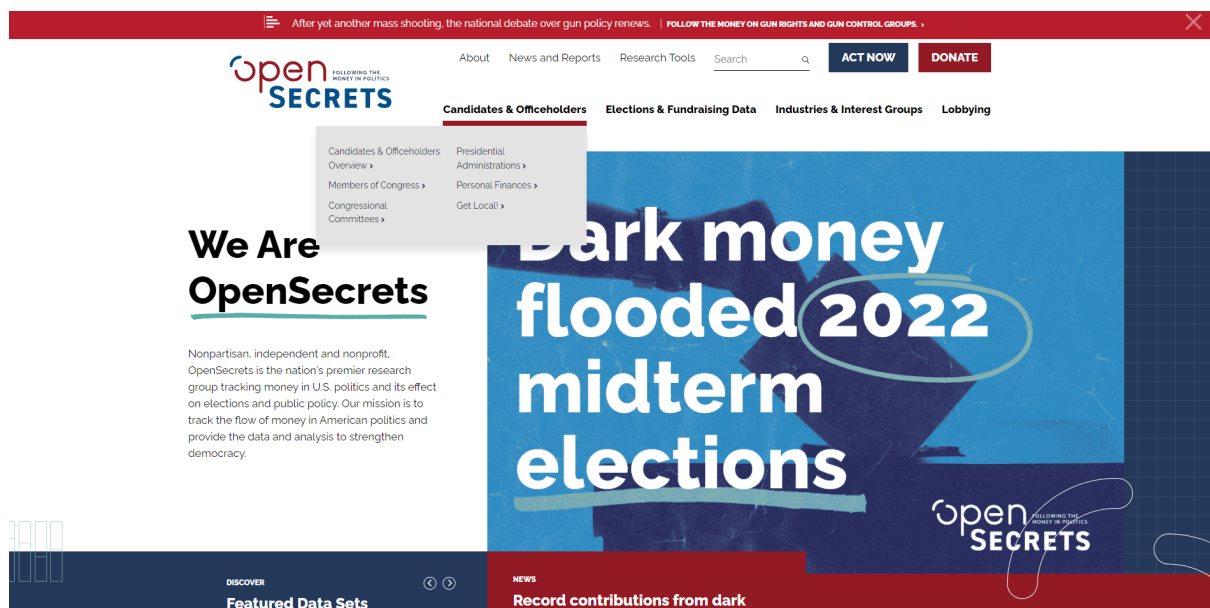 After yet another mass shooting, the national debate over gun policy renews. | FOLLOW THE MONEY ON GUN RIGHTS AND GUN CONTROL GROUPS. ›
open
SECRETS
FOLLOWING THE
MONEY IN POLITICS
About
News and Reports
Research Tools
Search
ACT NOW
DONATE
Candidates & Officeholders
Elections & Fundraising Data
Industries & Interest Groups
Lobbying
Candidates & Officeholders
Overview ›
Members of Congress ›
Congressional
Committees ›
Presidential
Administrations ›
Personal Finances ›
Get Local! ›
We Are
OpenSecrets
Nonpartisan, independent and nonprofit,
OpenSecrets is the nation's premier research
group tracking money in U.S. politics and its effect
on elections and public policy. Our mission is to
track the flow of money in American politics and
provide the data and analysis to strengthen
democracy.
Dark money
flooded 2022
midterm
elections
open
FOLLOWING THE
MONEY IN POLITICS
SECRETS
DISCOVER
Featured Data Sets
NEWS
Record contributions from dark